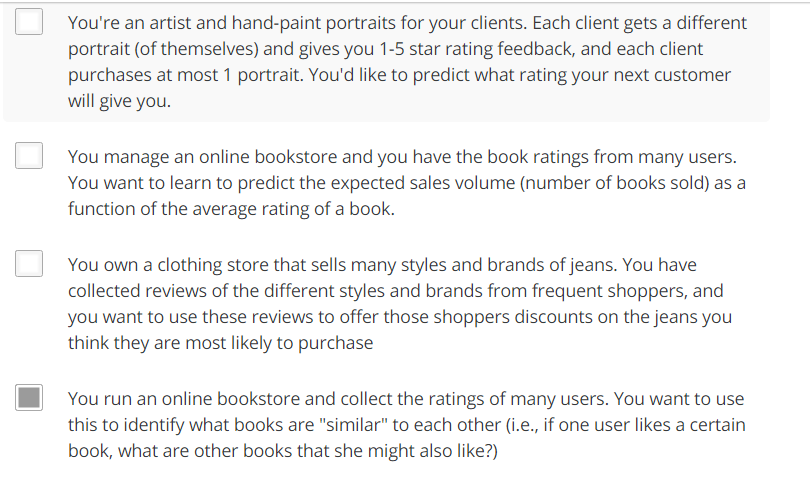 You're an artist and hand-paint portraits for your clients. Each client gets a different
portrait (of themselves) and gives you 1-5 star rating feedback, and each client
purchases at most 1 portrait. You'd like to predict what rating your next customer
will give you.
You manage an online bookstore and you have the book ratings from many users.
You want to learn to predict the expected sales volume (number of books sold) as a
function of the average rating of a book.
You own a clothing store that sells many styles and brands of jeans. You have
collected reviews of the different styles and brands from frequent shoppers, and
you want to use these reviews to offer those shoppers discounts on the jeans you
think they are most likely to purchase
You run an online bookstore and collect the ratings of many users. You want to use
this to identify what books are "similar" to each other (i.e., if one user likes a certain
book, what are other books that she might also like?)